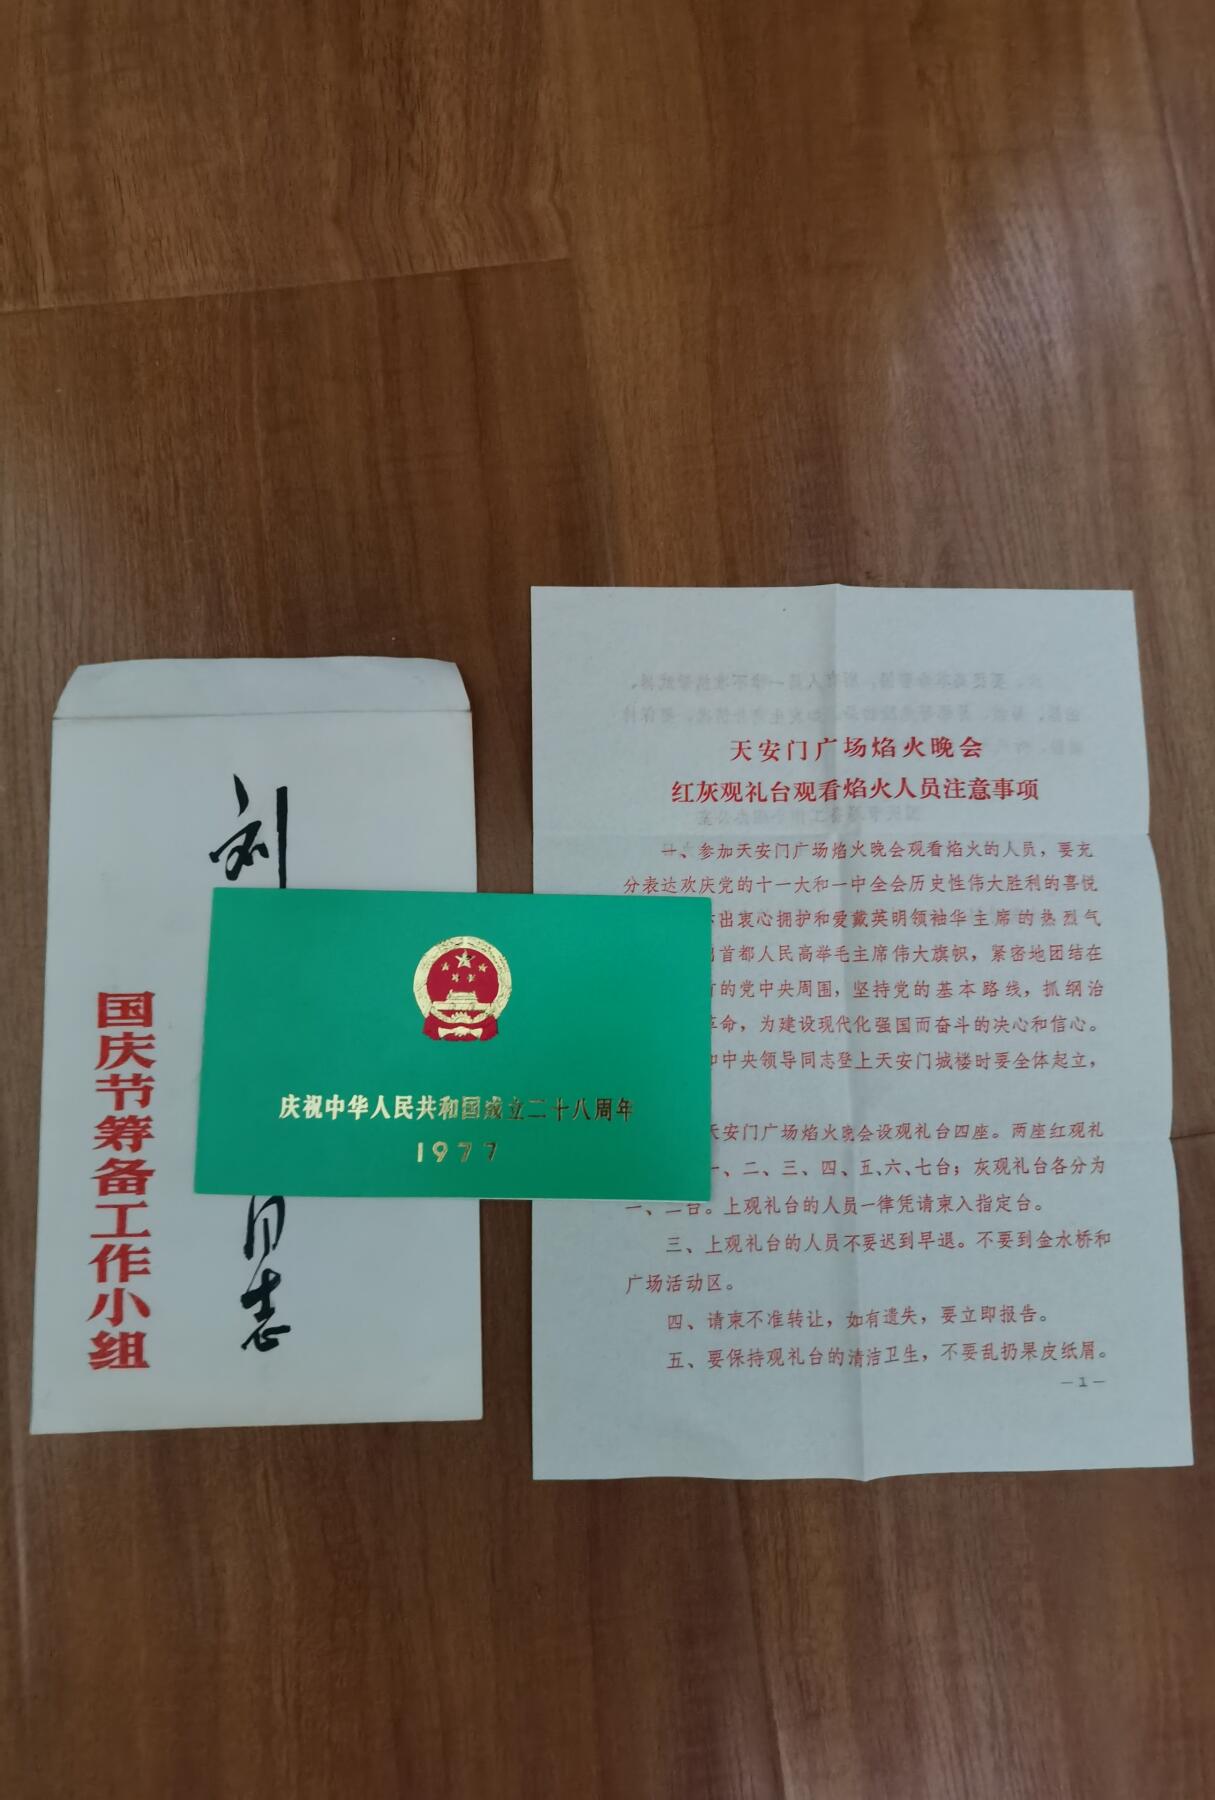 刘
同志
国庆节筹备工作小组
庆祝中华人民共和国成立二十八周年
1977
天安门广场焰火晚会
红灰观礼台观看焰火人员注意事项
一、参加天安门广场焰火晚会观看焰火的人员，要充
分表达欢庆党的十一大和一中全会历史性伟大胜利的喜悦
出衷心拥护和爱戴英明领袖华主席的热烈气
首都人民高举毛主席伟大旗帜，紧密地团结在
的党中央周围，坚持党的基本路线，抓纲治
革命，为建设现代化强国而奋斗的决心和信心。
和中央领导同志登上天安门城楼时要全体起立，
天安门广场焰火晚会设观礼台四座。两座红观礼
一、二、三、四、五、六、七台；灰观礼台各分为
一、二台。上观礼台的人员一律凭请柬入指定台。
三、上观礼台的人员不要迟到早退。不要到金水桥和
广场活动区。
四、请柬不准转让，如有遗失，要立即报告。
五、要保持观礼台的清洁卫生，不要乱扔果皮纸屑。
—1—